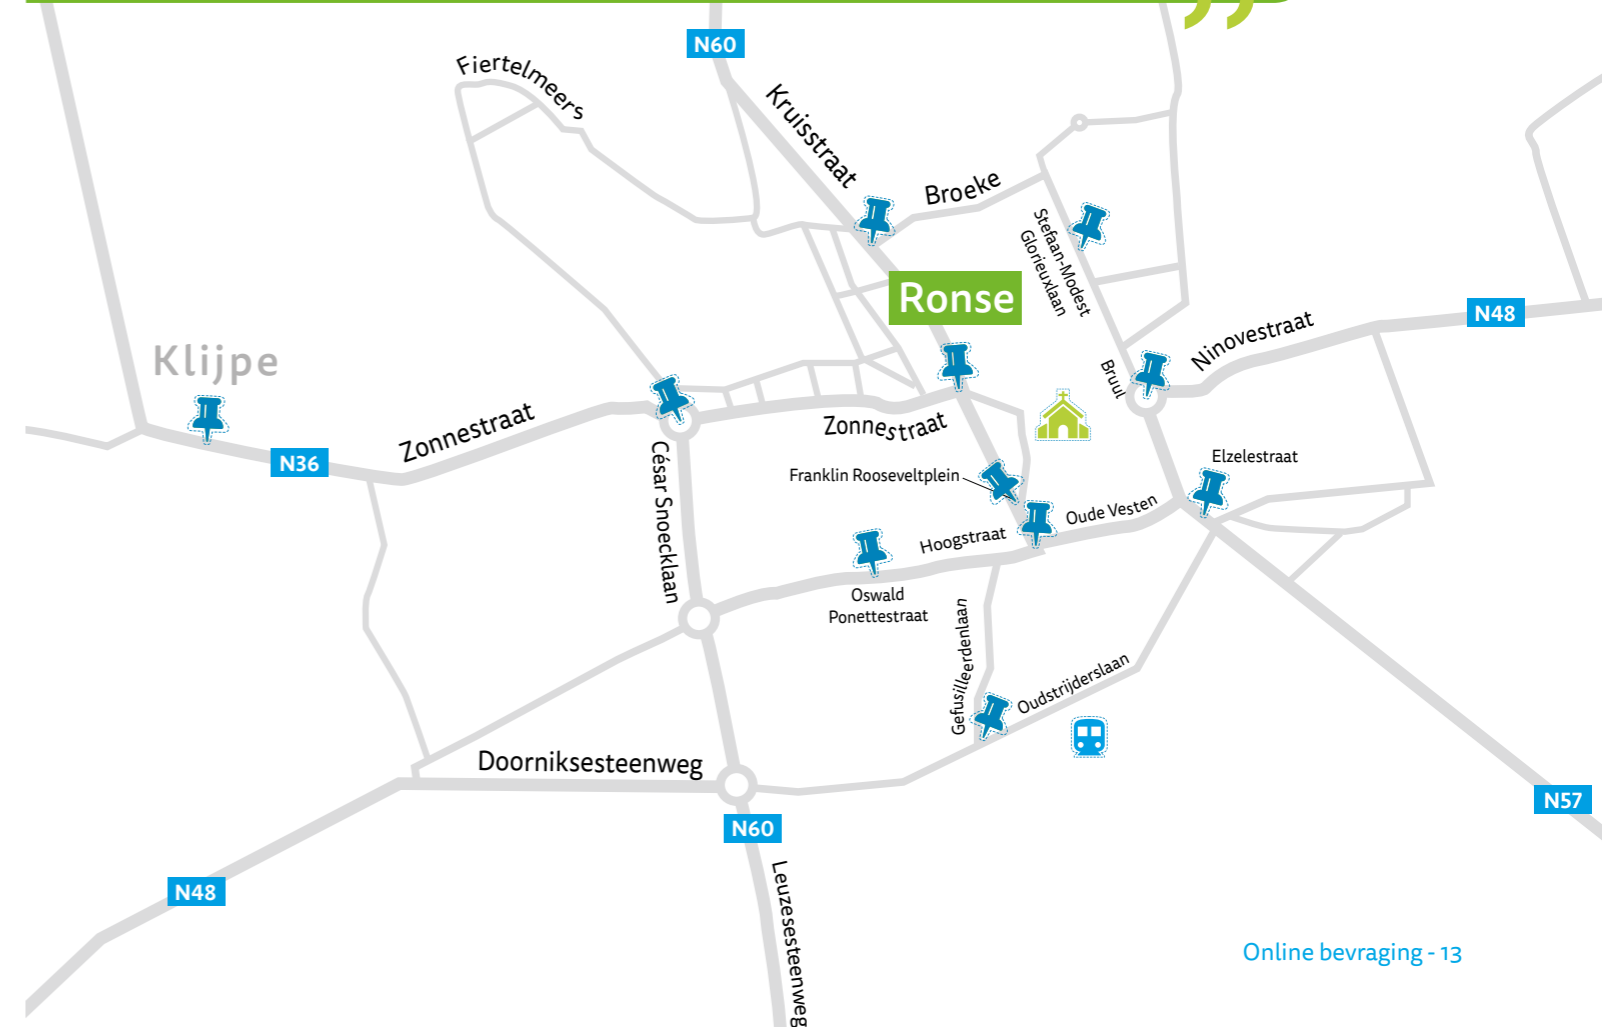 ”
N60
Fiertelmeers
Kruisstraat
Broeke
Stefaan-Modest
Glorieuxlaan
Ronse
N48
Ninovestraat
Klijpe
Bruul
Zonnestraat
Zonnestraat
N36
César Snoecklaan
Franklin Rooseveltplein
Elzelestraat
Oude Vesten
Hoogstraat
Oswald
Ponettestraat
Gefusilleerdenlaan
Oudstrijderslaan
Doorniksesteenweg
N57
N60
N48
Leuzesesteenweg
Online bevraging - 13